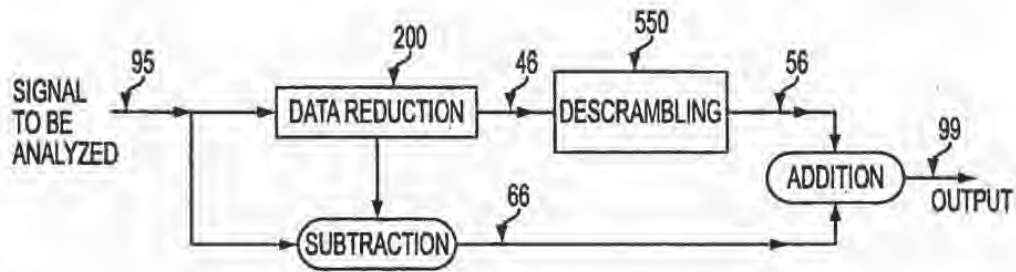 200
550
95
46
56
SIGNAL
TO BE
ANALYZED
DATA REDUCTION
DESCRAMBLING
99
ADDITION
OUTPUT
66
SUBTRACTION